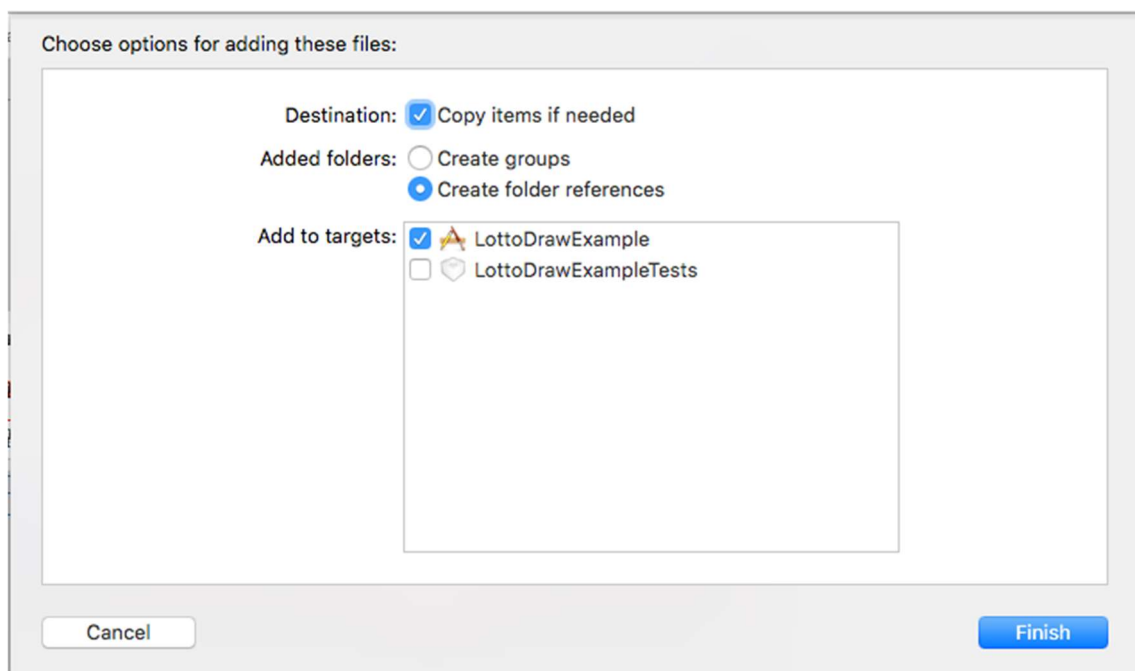 Choose options for adding these files:
Destination: Copy items if needed
Added folders: Create groups
Create folder references
Add to targets: LottoDrawExample
LottoDrawExampleTests
Cancel Finish